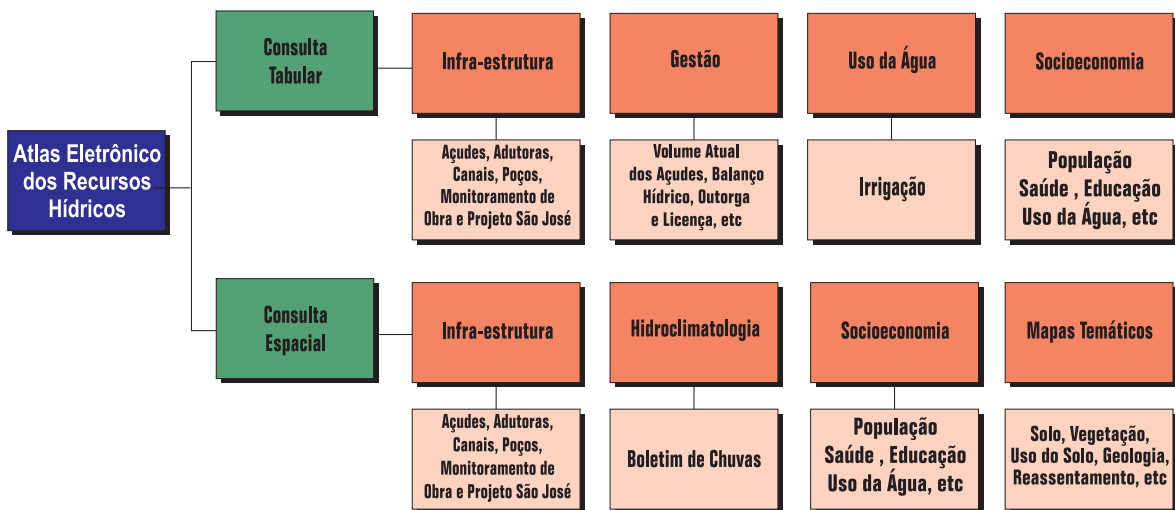 Atlas Eletrônico
dos Recursos
Hídricos
Consulta
Tabular
Infra-estrutura
Gestão
Uso da Água
Socioeconomia
Açudes, Adutoras,
Canais, Poços,
Monitoramento de
Obra e Projeto São José
Volume Atual
dos Açudes, Balanço
Hídrico, Outorga
e Licença, etc
Irrigação
População
Saúde , Educação
Uso da Água, etc
Consulta
Espacial
Infra-estrutura
Hidroclimatologia
Socioeconomia
Mapas Temáticos
Açudes, Adutoras,
Canais, Poços,
Monitoramento de
Obra e Projeto São José
Boletim de Chuvas
População
Saúde , Educação
Uso da Água, etc
Solo, Vegetação,
Uso do Solo, Geologia,
Reassentamento, etc